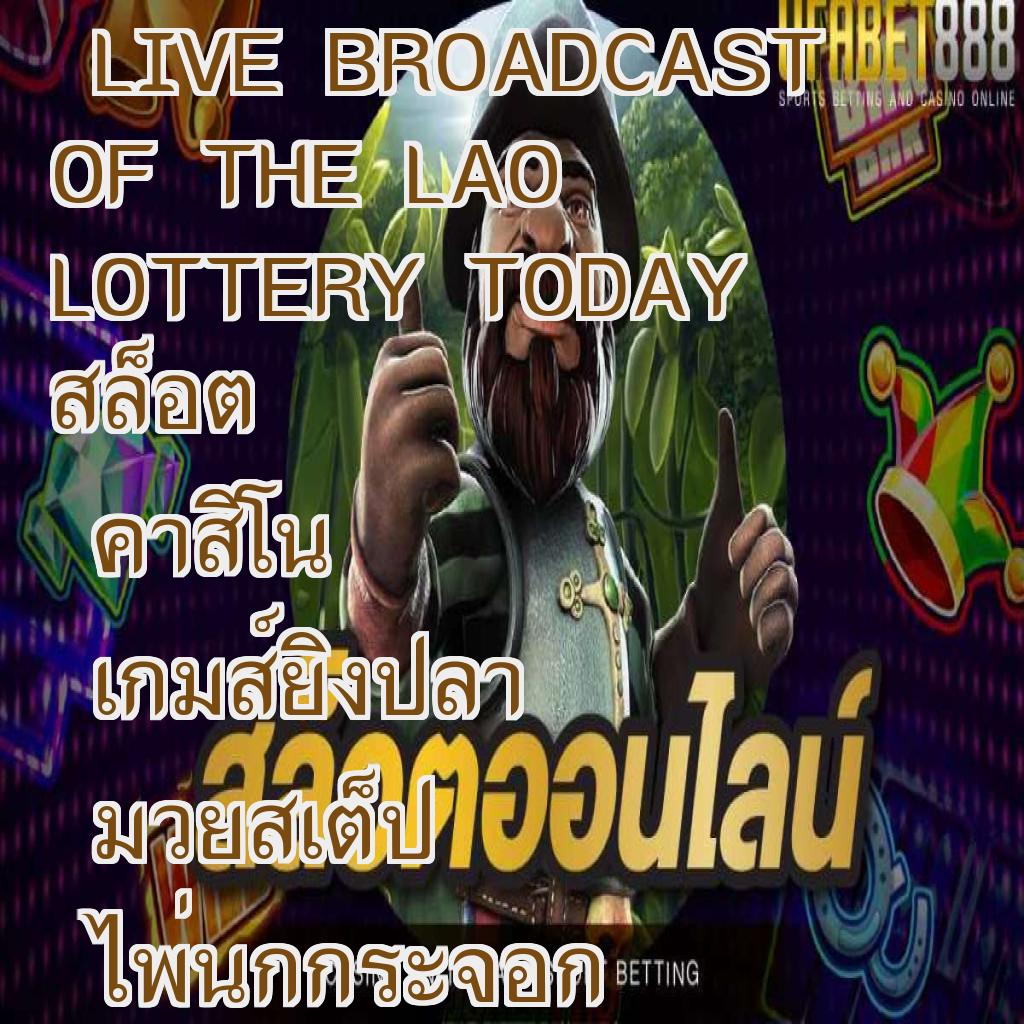 LIVE BROADCAST
UFABET888
SPORTS BETTING AND CASINO ONLINE
OF THE LAO
LOTTERY TODAY
สล็อต
คาสิโน
เกมส์ยิงปลา
สล็อตออนไลน์
มวยสเต็ป
ไพ่นกกระจอก
BETTING